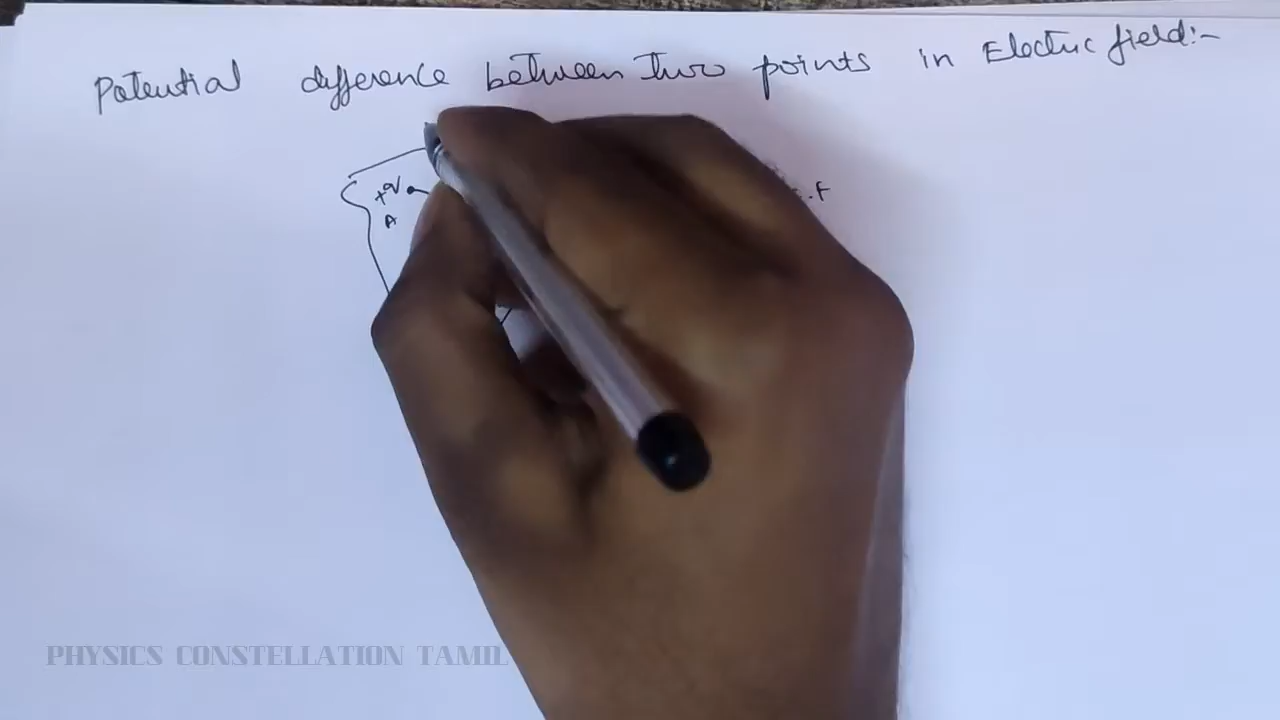 Potential difference between Two points in Electric field:-
+q
.F
A
PHYSICS CONSTELLATION TAMIL